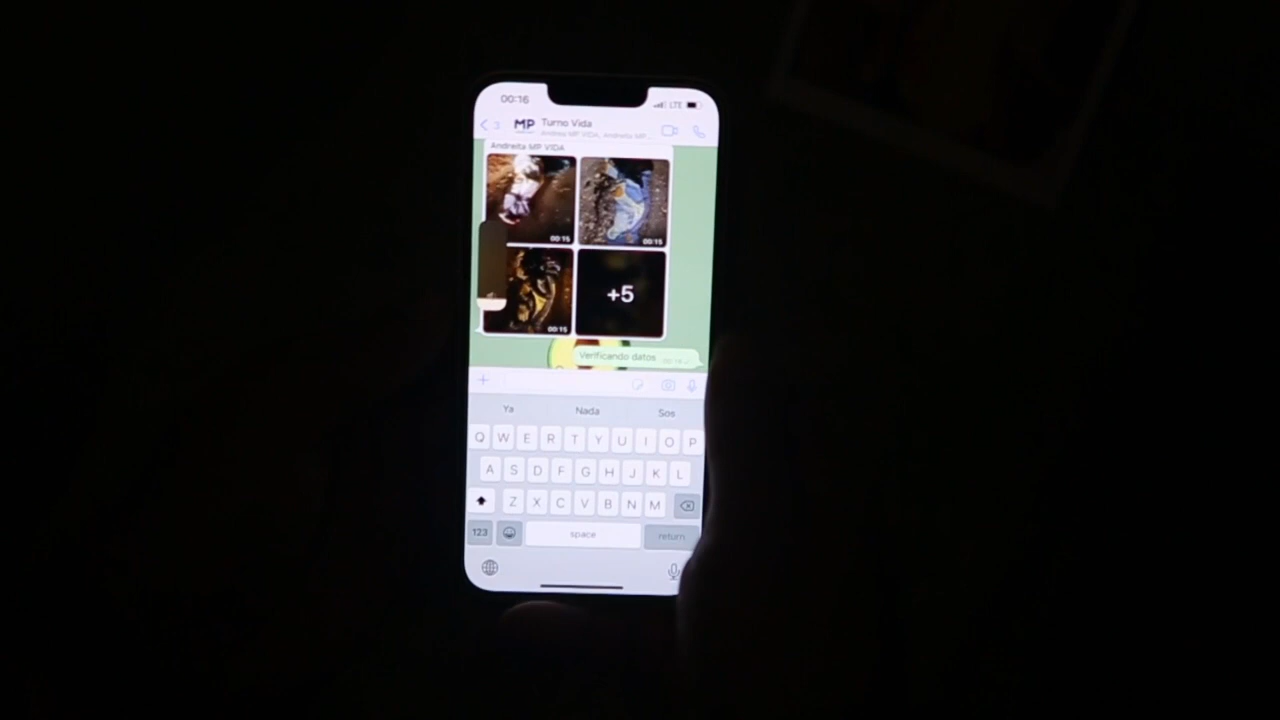 00:16
LTE
3
MP
Turno Vida
Andreita MP VIDA
00:15
00:15
00:15
+5
Verificando datos
Ya Nada Sos
Q W E R T Y U I O P
A S D F G H J K L
Z X C V B N M
123
space
return